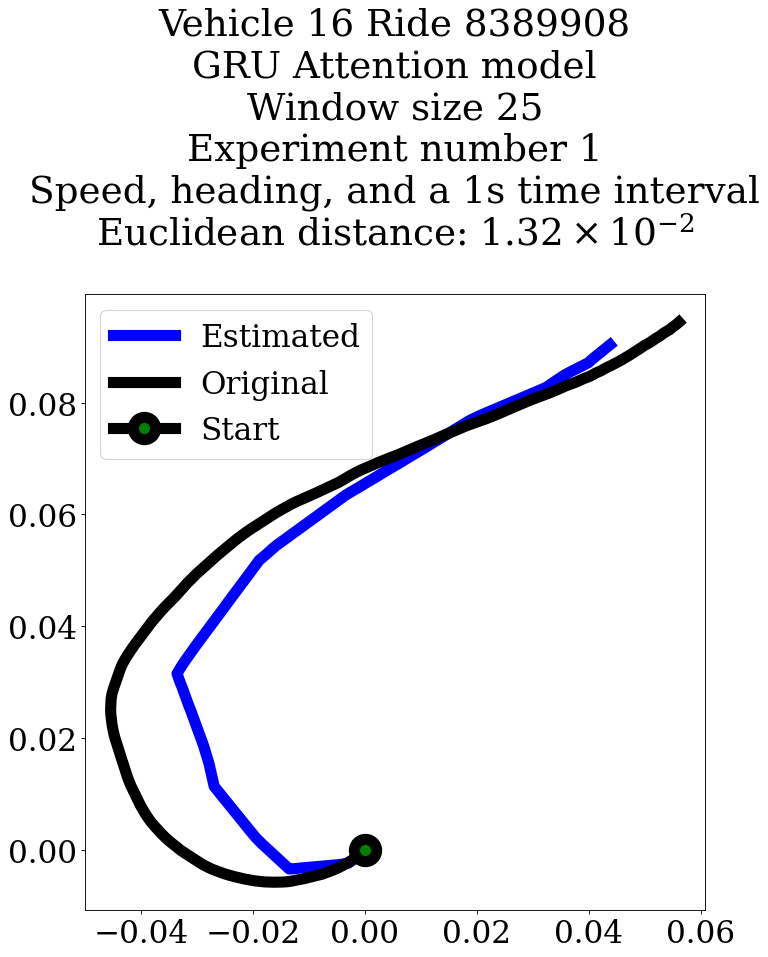 Vehicle 16 Ride 8389908
GRU Attention model
Window size 25
Experiment number 1
Speed, heading, and a 1s time interval
Euclidean distance: 1.32 × 10⁻²
Estimated
Original
Start
0.08
0.06
0.04
0.02
0.00
−0.04 −0.02 0.00 0.02 0.04 0.06